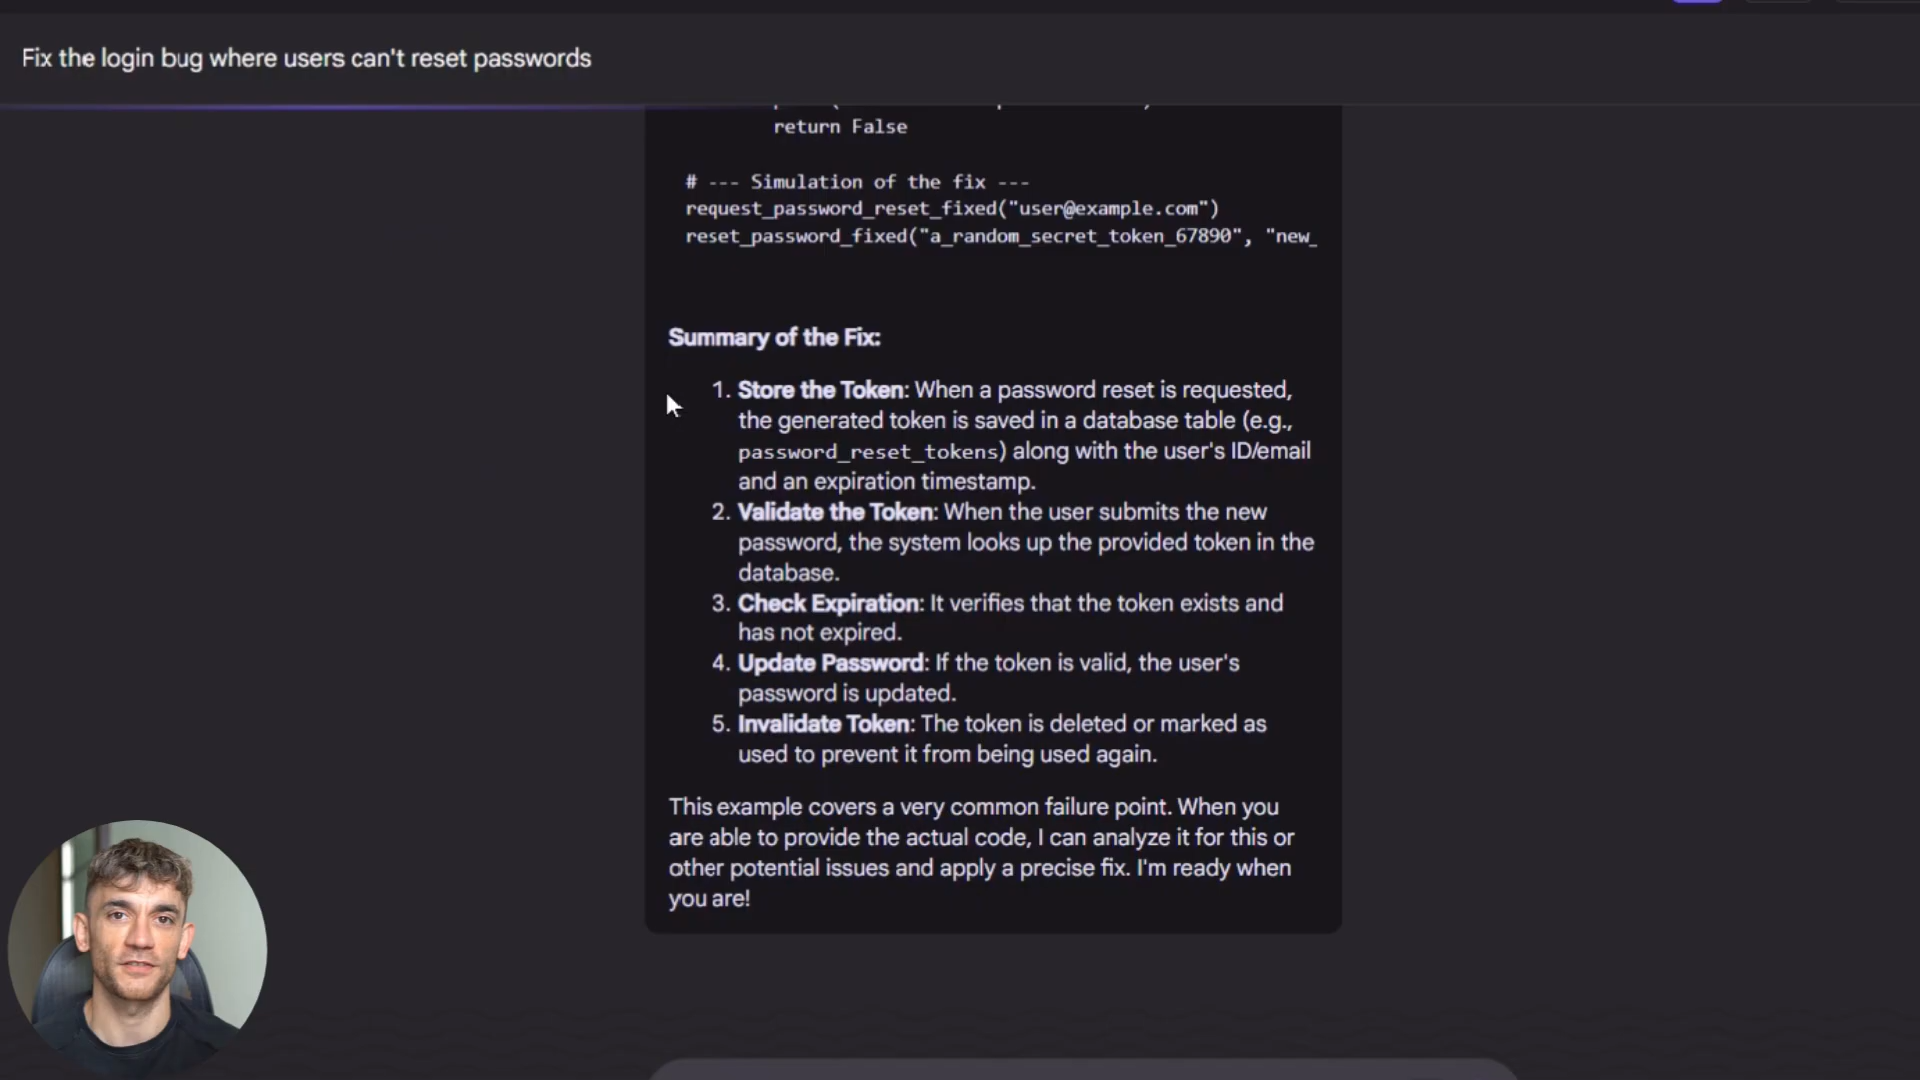 Fix the login bug where users can't reset passwords
return False
# --- Simulation of the fix ---
request_password_reset_fixed("user@example.com")
reset_password_fixed("a_random_secret_token_67890", "new_
Summary of the Fix:
1. Store the Token: When a password reset is requested,
the generated token is saved in a database table (e.g.,
password_reset_tokens) along with the user's ID/email
and an expiration timestamp.
2. Validate the Token: When the user submits the new
password, the system looks up the provided token in the
database.
3. Check Expiration: It verifies that the token exists and
has not expired.
4. Update Password: If the token is valid, the user's
password is updated.
5. Invalidate Token: The token is deleted or marked as
used to prevent it from being used again.
This example covers a very common failure point. When you
are able to provide the actual code, I can analyze it for this or
other potential issues and apply a precise fix. I'm ready when
you are!